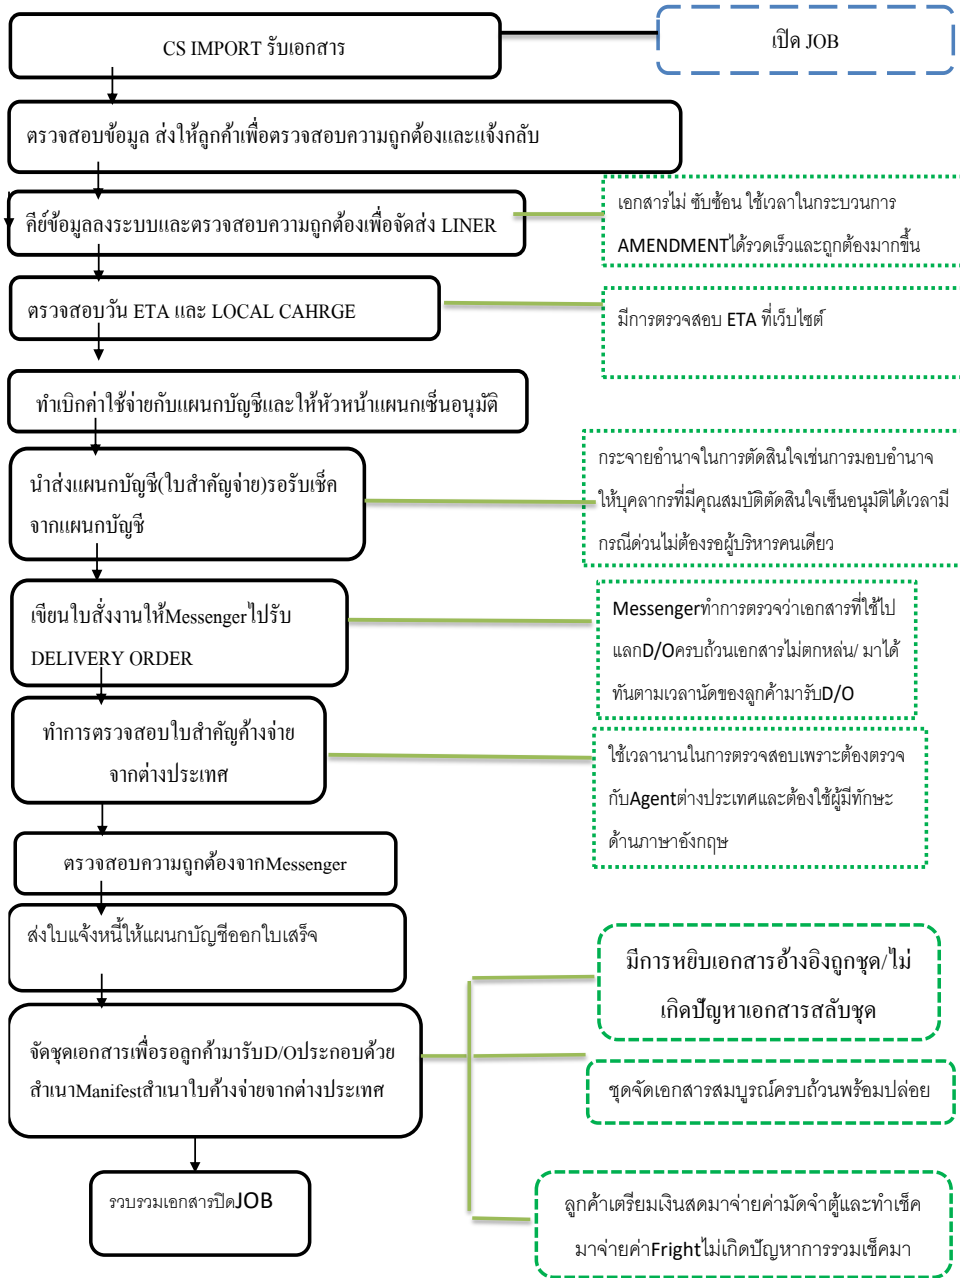 CS IMPORT รับเอกสาร
เปิด JOB
ตรวจสอบข้อมูล ส่งให้ลูกค้าเพื่อตรวจสอบความถูกต้องและแจ้งกลับ
คีย์ข้อมูลลงระบบและตรวจสอบความถูกต้องเพื่อจัดส่ง LINER
เอกสารไม่ ซับซ้อน ใช้เวลาในกระบวนการ
AMENDMENTได้รวดเร็วและถูกต้องมากขึ้น
ตรวจสอบวัน ETA และ LOCAL CAHRGE
มีการตรวจสอบ ETA ที่เว็บไซต์
ทำเบิกค่าใช้จ่ายกับแผนกบัญชีและให้หัวหน้าแผนกเซ็นอนุมัติ
นำส่งแผนกบัญชี(ใบสำคัญจ่าย)รอรับเช็ค
จากแผนกบัญชี
กระจายอำนาจในการตัดสินใจเช่นการมอบอำนาจ
ให้บุคลากรที่มีคุณสมบัติตัดสินใจเซ็นอนุมัติได้เวลามี
กรณีด่วนไม่ต้องรอผู้บริหารคนเดียว
เขียนใบสั่งงานให้Messengerไปรับ
DELIVERY ORDER
Messengerทำการตรวจว่าเอกสารที่ใช้ไป
แลกD/Oครบถ้วนเอกสารไม่ตกหล่น/ มาได้
ทันตามเวลานัดของลูกค้ามารับD/O
ทำการตรวจสอบใบสำคัญค้างจ่าย
จากต่างประเทศ
ใช้เวลานานในการตรวจสอบเพราะต้องตรวจ
กับAgentต่างประเทศและต้องใช้ผู้มีทักษะ
ด้านภาษาอังกฤษ
ตรวจสอบความถูกต้องจากMessenger
ส่งใบแจ้งหนี้ให้แผนกบัญชีออกใบเสร็จ
จัดชุดเอกสารเพื่อรอลูกค้ามารับD/Oประกอบด้วย
สำเนาManifestสำเนาใบค้างจ่ายจากต่างประเทศ
มีการหยิบเอกสารอ้างอิงถูกชุด/ไม่
เกิดปัญหาเอกสารสลับชุด
ชุดจัดเอกสารสมบูรณ์ครบถ้วนพร้อมปล่อย
รวบรวมเอกสารปิดJOB
ลูกค้าเตรียมเงินสดมาจ่ายค่ามัดจำตู้และทำเช็ค
มาจ่ายค่าFrightไม่เกิดปัญหาการรวมเช็คมา